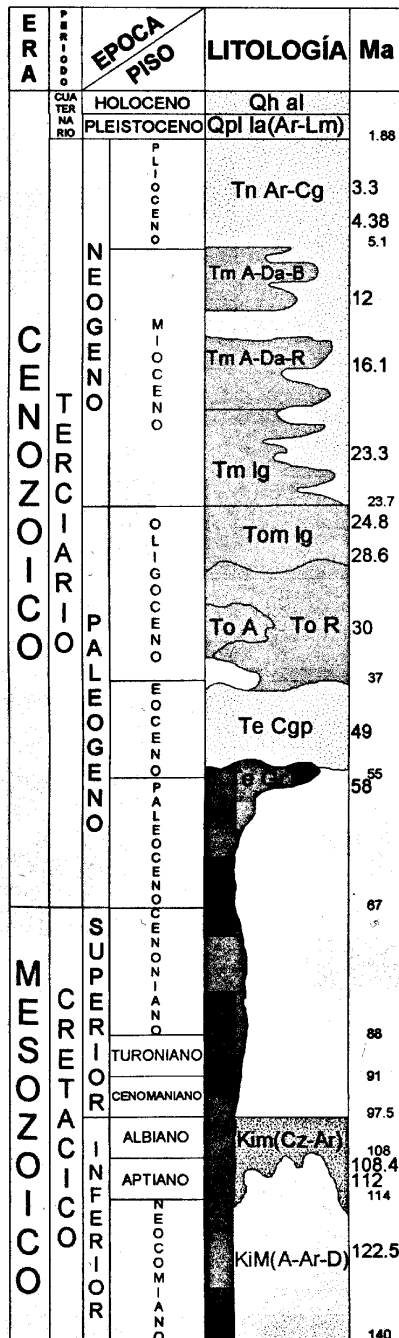 ERA PERIODO EPOCA PISO LITOLOGÍA Ma
CUATERNARIO HOLOCENO Qh al
PLEISTOCENO Qpl la(Ar-Lm) 1.88
CENOZOICO TERCIARIO NEOGENO PLIOCENO Tn Ar-Cg 3.3
4.38
5.1
MIOCENO Tm A-Da-B
12
Tm A-Da-R 16.1
Tm Ig 23.3
23.7
PALEOGENO OLIGOCENO Tom Ig 24.8
28.6
To A To R 30
37
EOCENO Te Cgp 49
55
58
PALEOCENO
67
MESOZOICO CRETACICO SUPERIOR CENONIANO
88
TURONIANO
91
CENOMANIANO
97.5
INFERIOR ALBIANO Kim(Cz-Ar)
108
108.4
APTIANO 112
114
NEOCOMIANO KiM(A-Ar-D) 122.5
140